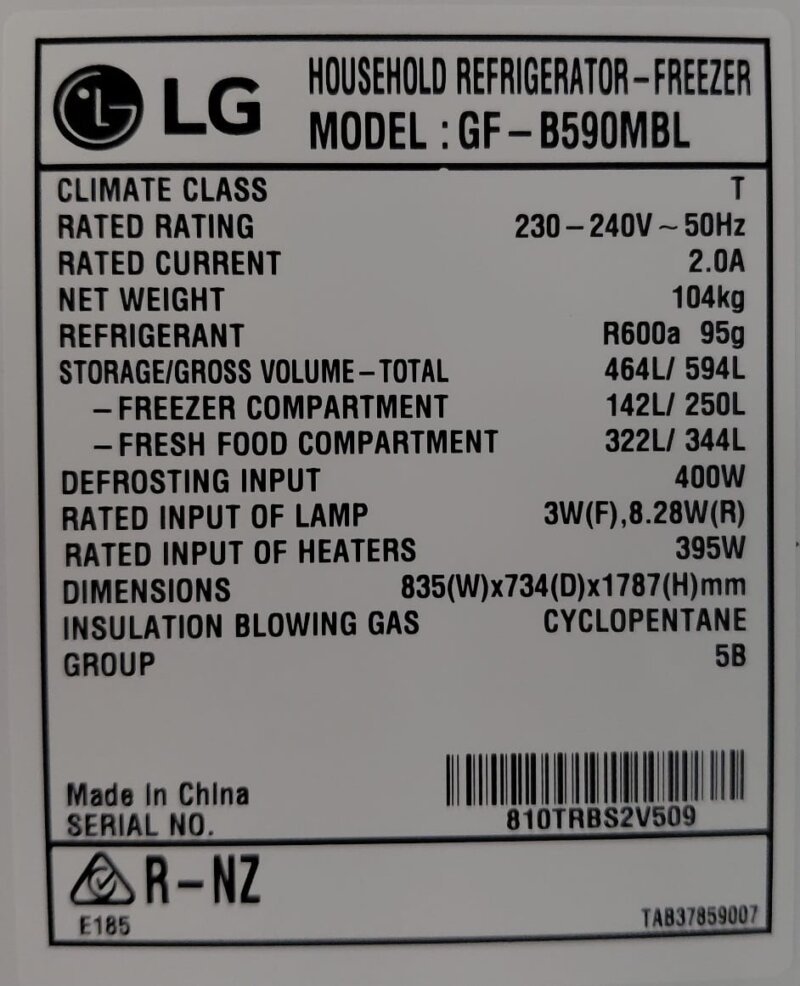 LG HOUSEHOLD REFRIGERATOR-FREEZER
MODEL : GF-B590MBL
CLIMATE CLASS T
RATED RATING 230-240V ~ 50Hz
RATED CURRENT 2.0A
NET WEIGHT 104kg
REFRIGERANT R600a 95g
STORAGE/GROSS VOLUME-TOTAL 464L/ 594L
-FREEZER COMPARTMENT 142L/ 250L
-FRESH FOOD COMPARTMENT 322L/ 344L
DEFROSTING INPUT 400W
RATED INPUT OF LAMP 3W(F),8.28W(R)
RATED INPUT OF HEATERS 395W
DIMENSIONS 835(W)x734(D)x1787(H)mm
INSULATION BLOWING GAS CYCLOPENTANE
GROUP 5B
Made in China
SERIAL NO. 810TRBS2V509
R-NZ
E185 TAB37859007